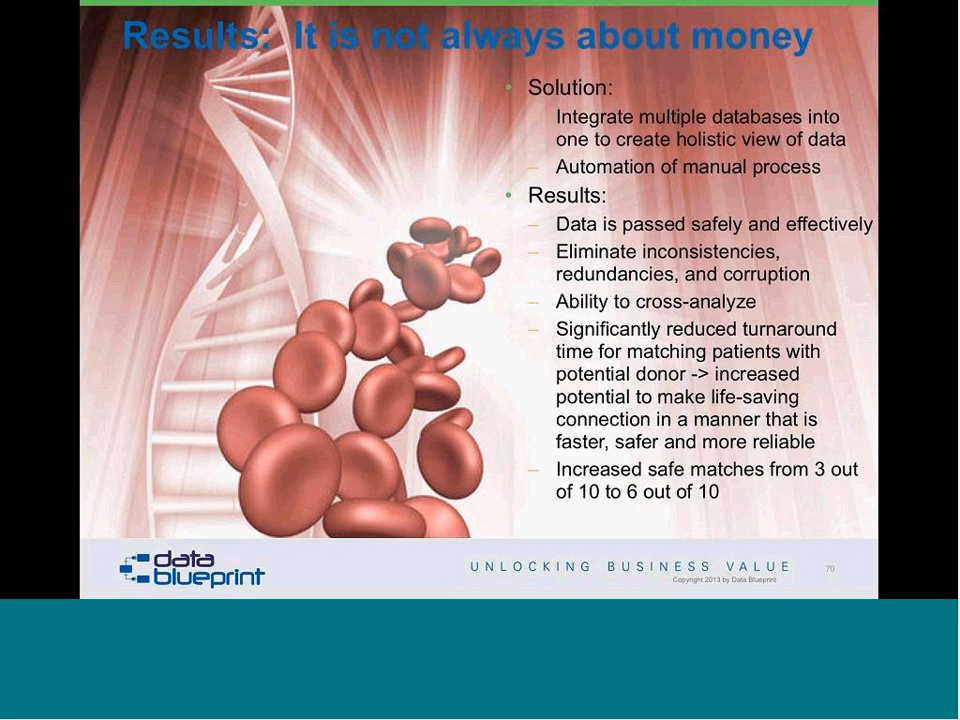 Results: It is not always about money
• Solution:
– Integrate multiple databases into
one to create holistic view of data
– Automation of manual process
• Results:
– Data is passed safely and effectively
– Eliminate inconsistencies,
redundancies, and corruption
– Ability to cross-analyze
– Significantly reduced turnaround
time for matching patients with
potential donor -> increased
potential to make life-saving
connection in a manner that is
faster, safer and more reliable
– Increased safe matches from 3 out
of 10 to 6 out of 10
data
blueprint
UNLOCKING BUSINESS VALUE
Copyright 2013 by Data Blueprint
70